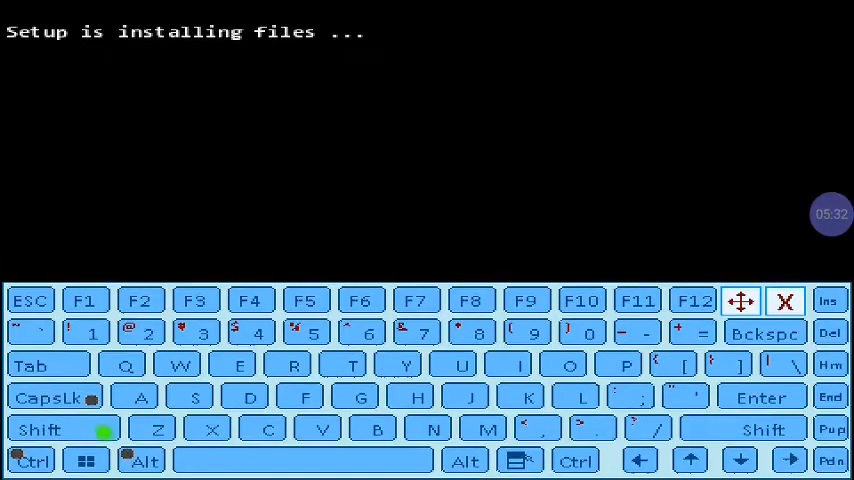 Setup is installing files ...
05:32
ESC F1 F2 F3 F4 F5 F6 F7 F8 F9 F10 F11 F12 X Ins
~ ` ! 1 @ 2 # 3 $ 4 % 5 ^ 6 & 7 * 8 ( 9 ) 0 _ - + = Bckspc Del
Tab Q W E R T Y U I O P { [ } ] | \ Hm
CapsLk A S D F G H J K L : ; " ' Enter End
Shift Z X C V B N M < , > . ? / Shift Pup
Ctrl Alt Alt Ctrl Pdn